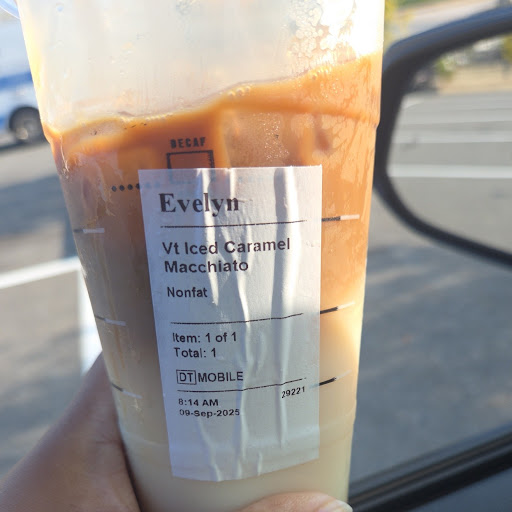 DECAF
Evelyn
Vt Iced Caramel
Macchiato
Nonfat
Item: 1 of 1
Total: 1
DT MOBILE
8:14 AM 29221
09-Sep-2025